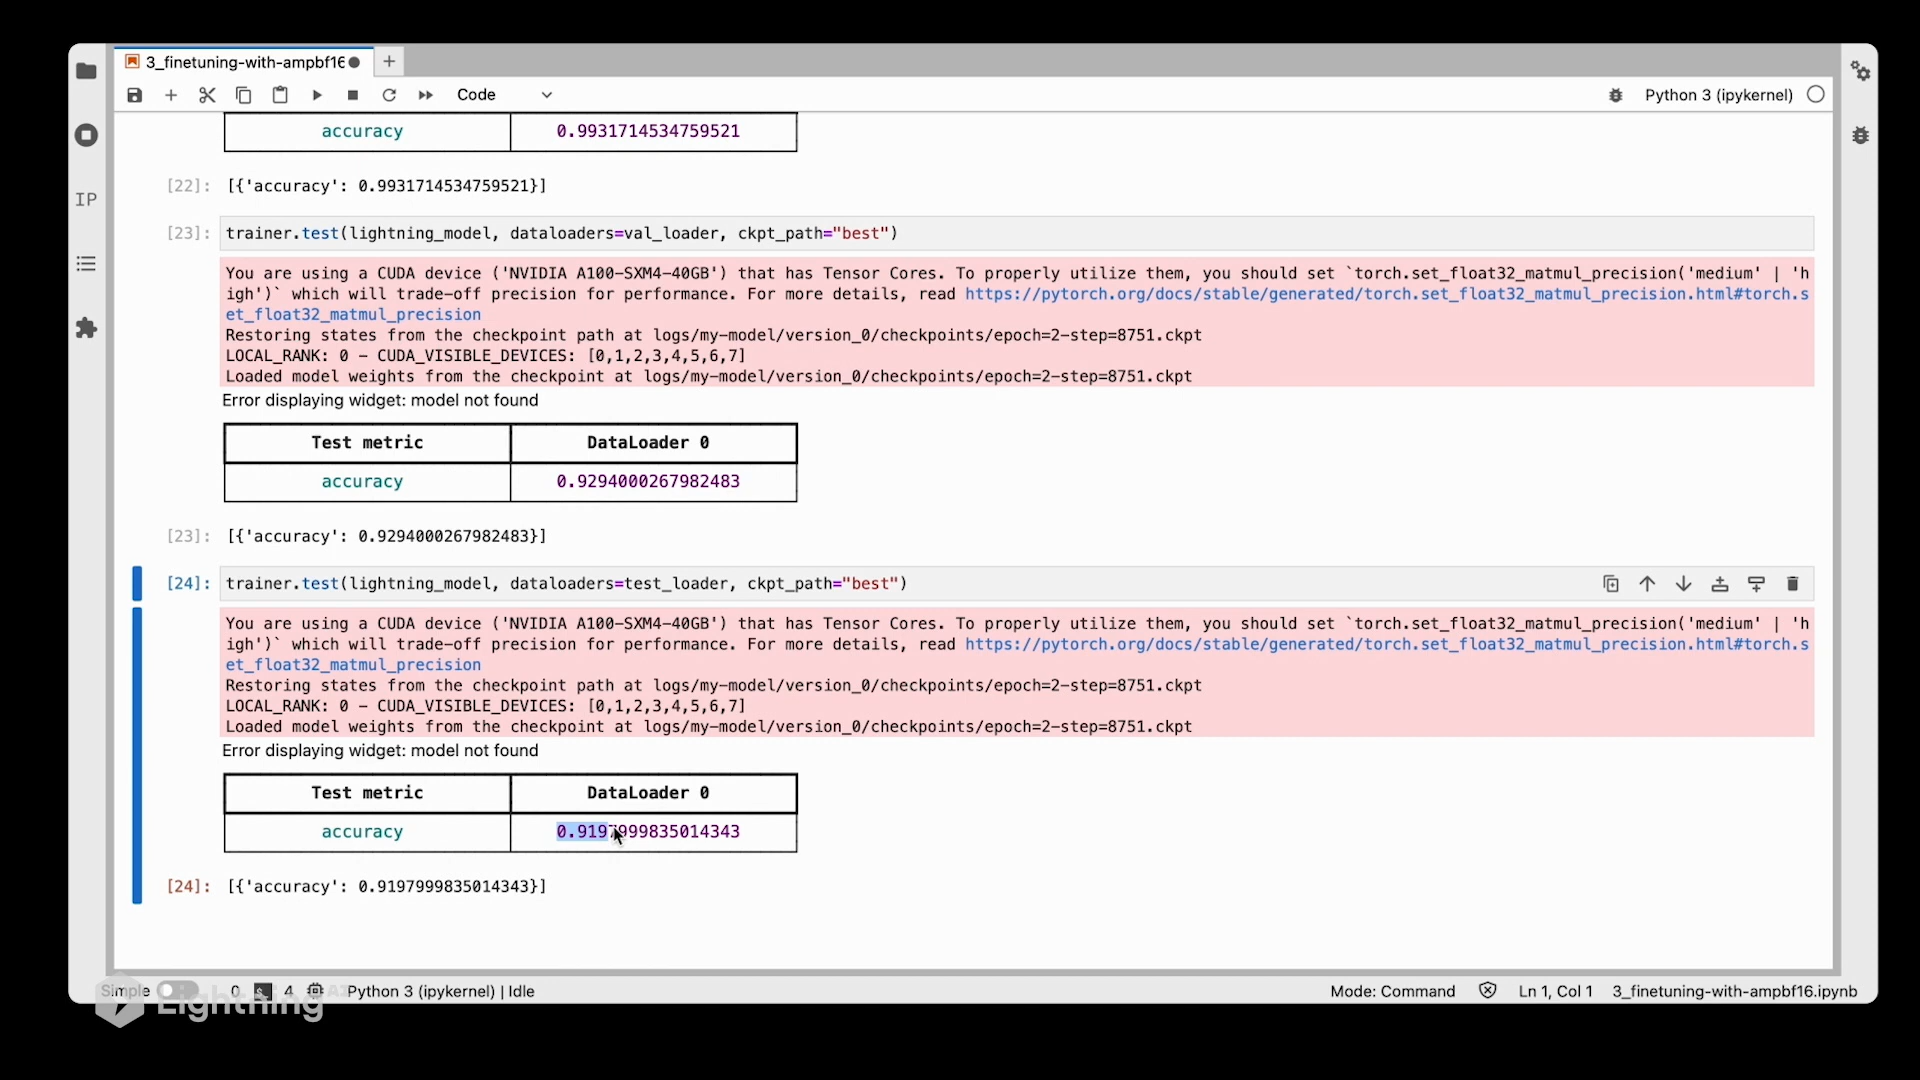 3_finetuning-with-ampbf16
Code
Python 3 (ipykernel)
IP
accuracy 0.9931714534759521
[22]: [{'accuracy': 0.9931714534759521}]
[23]: trainer.test(lightning_model, dataloaders=val_loader, ckpt_path="best")
You are using a CUDA device ('NVIDIA A100-SXM4-40GB') that has Tensor Cores. To properly utilize them, you should set `torch.set_float32_matmul_precision('medium' | 'h
igh')` which will trade-off precision for performance. For more details, read https://pytorch.org/docs/stable/generated/torch.set_float32_matmul_precision.html#torch.s
et_float32_matmul_precision
Restoring states from the checkpoint path at logs/my-model/version_0/checkpoints/epoch=2-step=8751.ckpt
LOCAL_RANK: 0 - CUDA_VISIBLE_DEVICES: [0,1,2,3,4,5,6,7]
Loaded model weights from the checkpoint at logs/my-model/version_0/checkpoints/epoch=2-step=8751.ckpt
Error displaying widget: model not found
Test metric DataLoader 0
accuracy 0.9294000267982483
[23]: [{'accuracy': 0.9294000267982483}]
[24]: trainer.test(lightning_model, dataloaders=test_loader, ckpt_path="best")
You are using a CUDA device ('NVIDIA A100-SXM4-40GB') that has Tensor Cores. To properly utilize them, you should set `torch.set_float32_matmul_precision('medium' | 'h
igh')` which will trade-off precision for performance. For more details, read https://pytorch.org/docs/stable/generated/torch.set_float32_matmul_precision.html#torch.s
et_float32_matmul_precision
Restoring states from the checkpoint path at logs/my-model/version_0/checkpoints/epoch=2-step=8751.ckpt
LOCAL_RANK: 0 - CUDA_VISIBLE_DEVICES: [0,1,2,3,4,5,6,7]
Loaded model weights from the checkpoint at logs/my-model/version_0/checkpoints/epoch=2-step=8751.ckpt
Error displaying widget: model not found
Test metric DataLoader 0
accuracy 0.9197999835014343
[24]: [{'accuracy': 0.9197999835014343}]
Simple 0 4 Python 3 (ipykernel) | Idle Mode: Command Ln 1, Col 1 3_finetuning-with-ampbf16.ipynb
Lightning AI